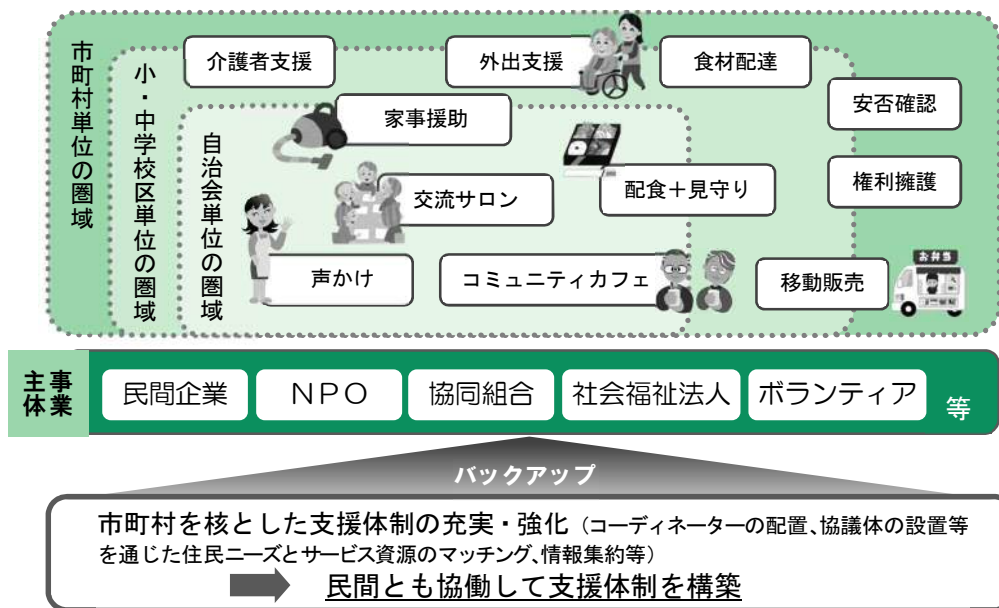 市町村単位の圏域
小・中学校区単位の圏域
自治会単位の圏域
介護者支援
外出支援
食材配達
安否確認
家事援助
権利擁護
交流サロン
配食＋見守り
声かけ
コミュニティカフェ
移動販売
お弁当
事業主体
民間企業
ＮＰＯ
協同組合
社会福祉法人
ボランティア
等
バックアップ
市町村を核とした支援体制の充実・強化（コーディネーターの配置、協議体の設置等
を通じた住民ニーズとサービス資源のマッチング、情報集約等）
民間とも協働して支援体制を構築